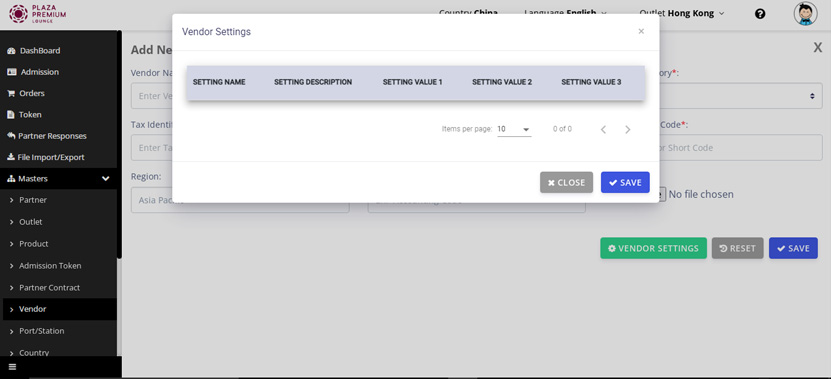 PLAZA
PREMIUM
LOUNGE
Country China
Language English
Outlet Hong Kong
DashBoard
Admission
Orders
Token
Partner Responses
File Import/Export
Masters
Partner
Outlet
Product
Admission Token
Partner Contract
Vendor
Port/Station
Country
Add Ne
X
Vendor Na
Enter Ve
ory*:
Tax Identi
Enter Ta
Code*:
or Short Code
Region:
Asia Pac
No file chosen
VENDOR SETTINGS
RESET
SAVE
Vendor Settings
×
SETTING NAME SETTING DESCRIPTION SETTING VALUE 1 SETTING VALUE 2 SETTING VALUE 3
Items per page: 10 0 of 0
CLOSE
SAVE